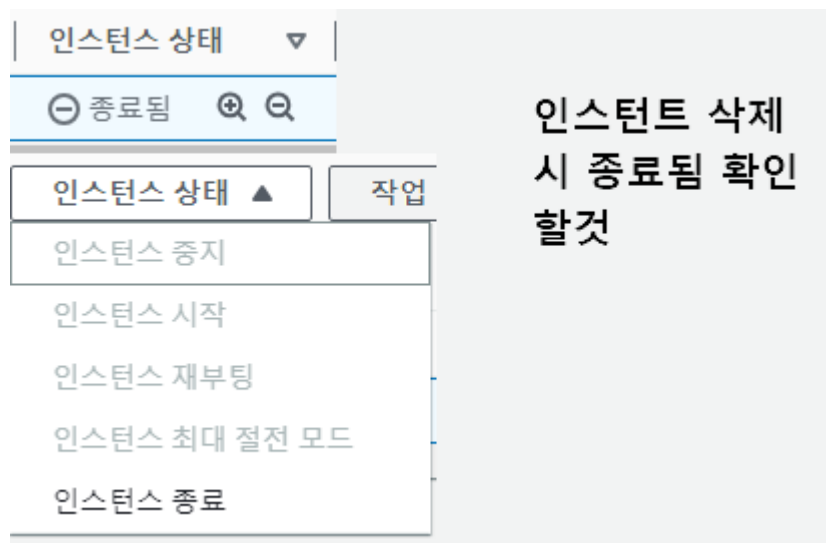 인스턴스 상태
종료됨
인스턴스 상태 작업
인스턴스 중지
인스턴스 시작
인스턴스 재부팅
인스턴스 최대 절전 모드
인스턴스 종료
인스턴트 삭제
시 종료됨 확인
할것